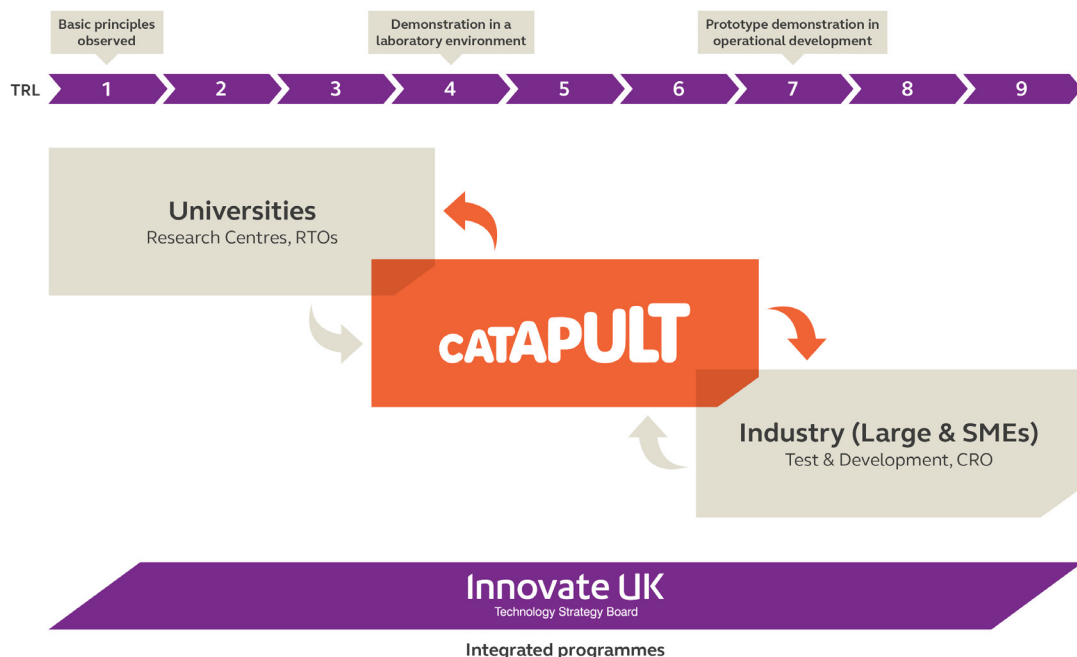 Basic principles
observed
Demonstration in a
laboratory environment
Prototype demonstration in
operational development
TRL 1 2 3 4 5 6 7 8 9
Universities
Research Centres, RTOs
CATAPULT
Industry (Large & SMEs)
Test & Development, CRO
Innovate UK
Technology Strategy Board
Integrated programmes